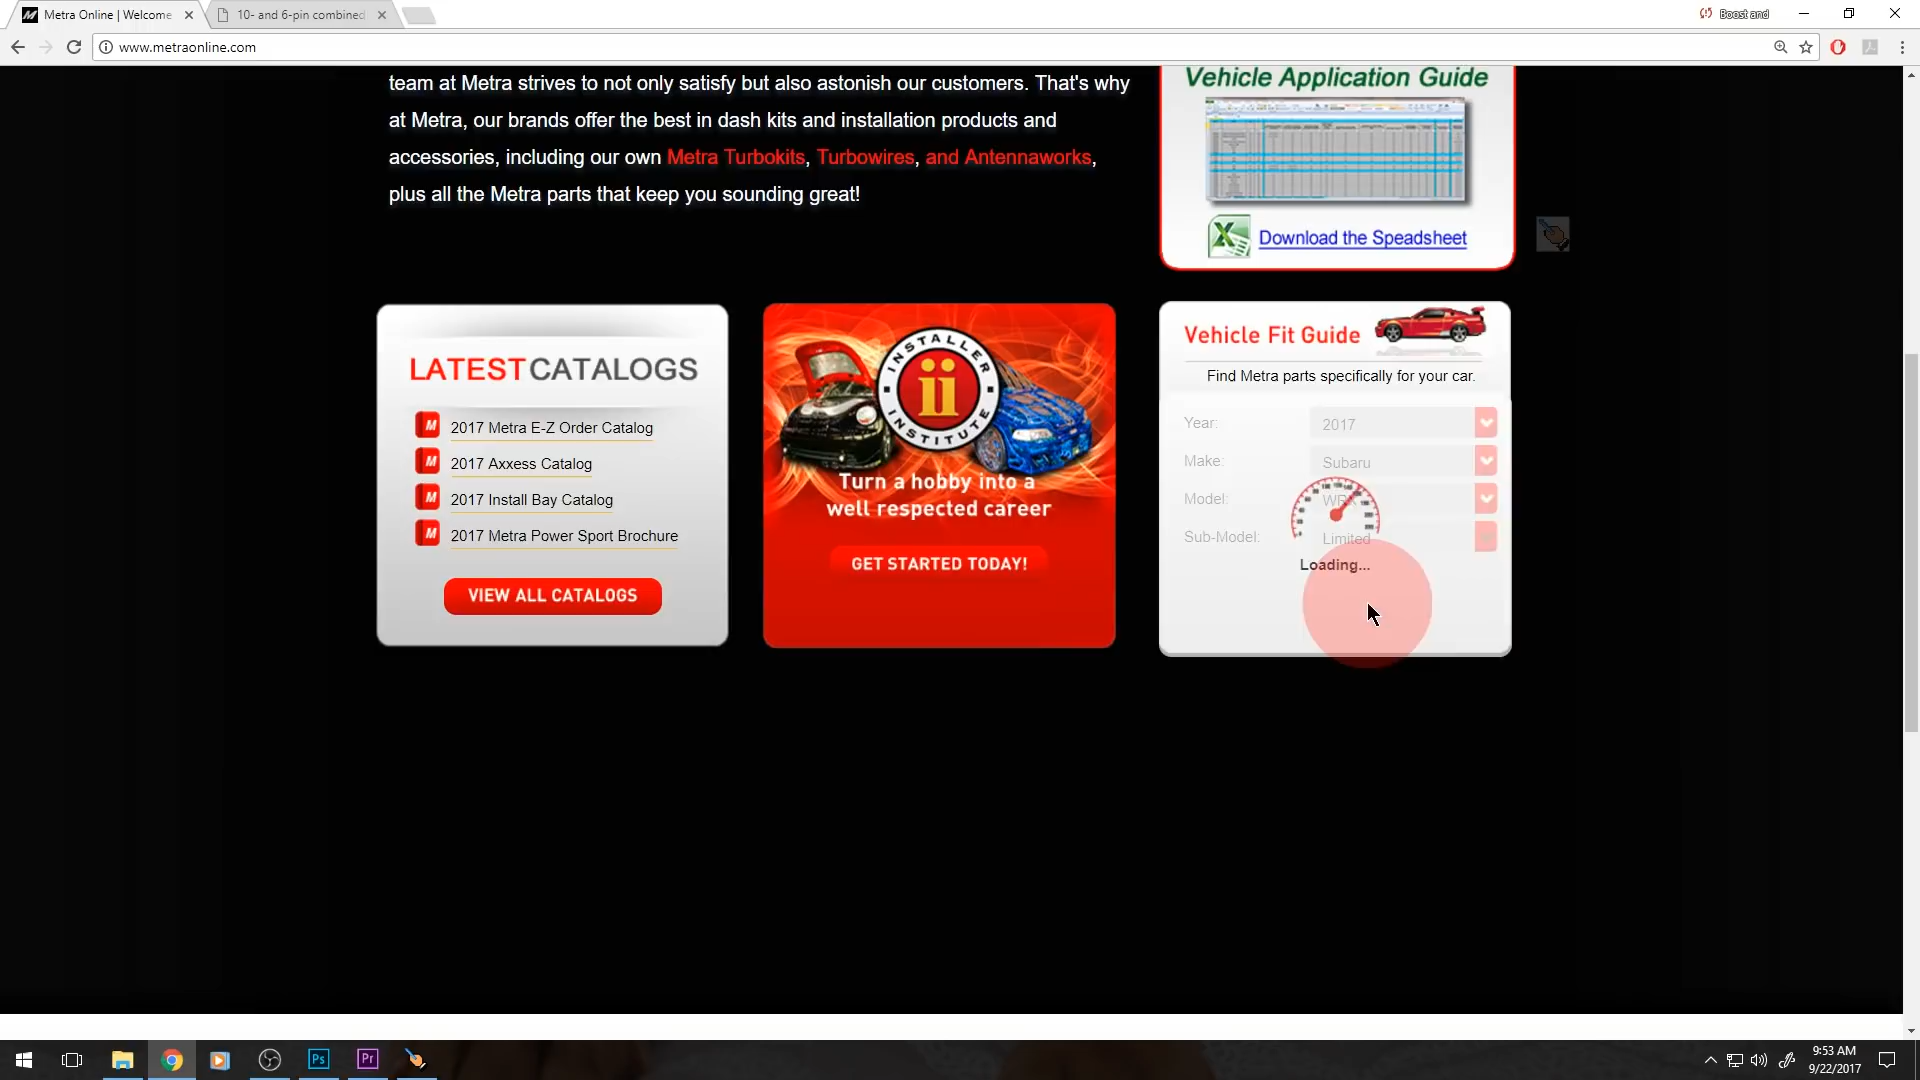 Metra Online | Welcome
10- and 6-pin combined
Boost and
www.metraonline.com
team at Metra strives to not only satisfy but also astonish our customers. That's why
at Metra, our brands offer the best in dash kits and installation products and
accessories, including our own Metra Turbokits, Turbowires, and Antennaworks,
plus all the Metra parts that keep you sounding great!
Vehicle Application Guide
Download the Speadsheet
LATESTCATALOGS
2017 Metra E-Z Order Catalog
2017 Axxess Catalog
2017 Install Bay Catalog
2017 Metra Power Sport Brochure
VIEW ALL CATALOGS
INSTALLER
ii
INSTITUTE
Turn a hobby into a
well respected career
GET STARTED TODAY!
Vehicle Fit Guide
Find Metra parts specifically for your car.
Year: 2017
Make: Subaru
Model: WRX
Sub-Model: Limited
Loading...
Ps
Pr
9:53 AM
9/22/2017